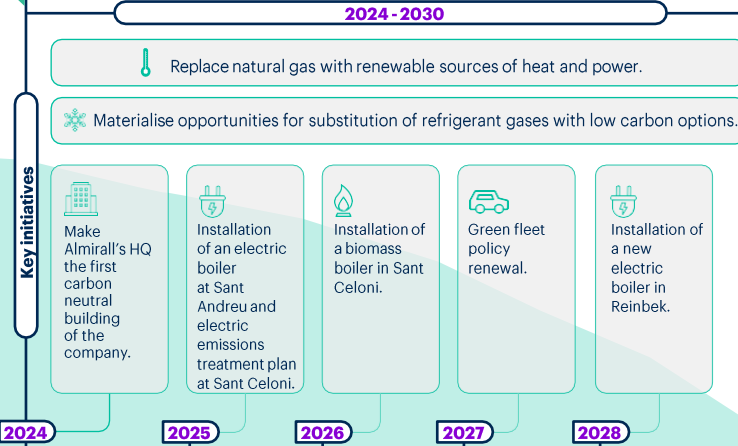 2024 - 2030
Replace natural gas with renewable sources of heat and power.
Materialise opportunities for substitution of refrigerant gases with low carbon options.
Key initiatives
Make
Almirall's HQ
the first
carbon
neutral
building
of the
company.
Installation
of an electric
boiler
at Sant
Andreu and
electric
emissions
treatment plan
at Sant Celoni.
Installation of
a biomass
boiler in Sant
Celoni.
Green fleet
policy
renewal.
Installation of
a new
electric
boiler in
Reinbek.
2024
2025
2026
2027
2028